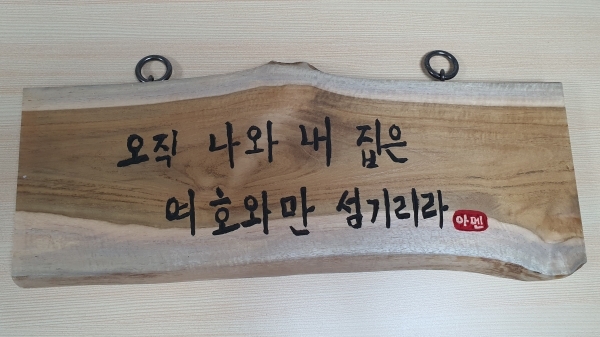 오직 나와 내 집은
여호와만 섬기리라 아멘